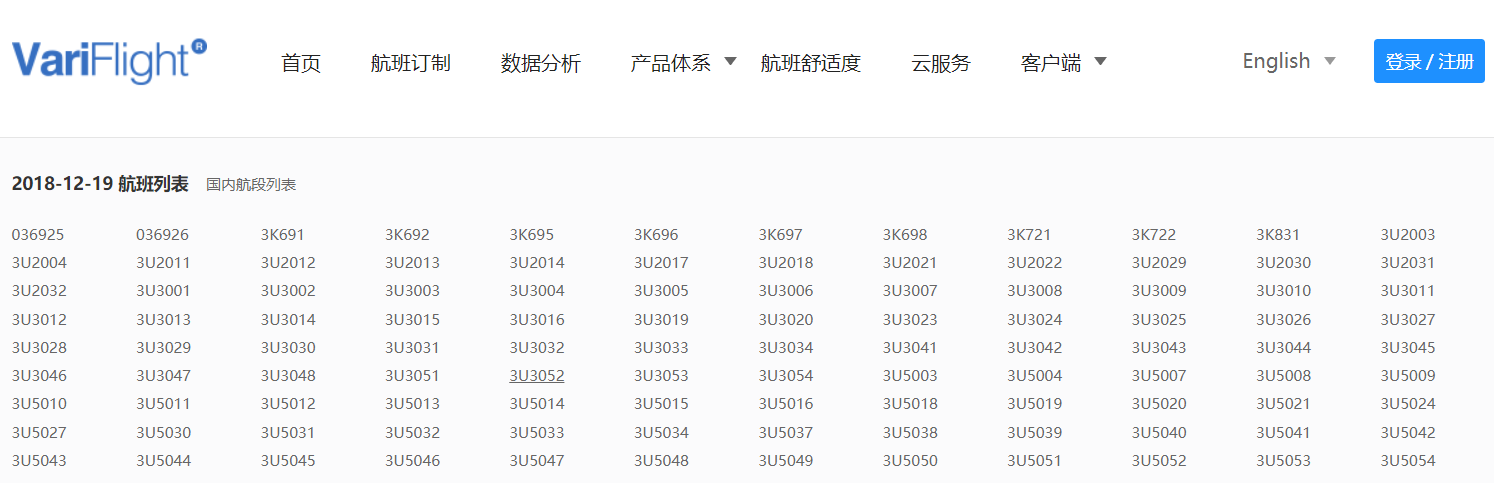 VariFlight® 首页 航班订制 数据分析 产品体系 航班舒适度 云服务 客户端 English 登录 / 注册
2018-12-19 航班列表 国内航段列表
036925 036926 3K691 3K692 3K695 3K696 3K697 3K698 3K721 3K722 3K831 3U2003
3U2004 3U2011 3U2012 3U2013 3U2014 3U2017 3U2018 3U2021 3U2022 3U2029 3U2030 3U2031
3U2032 3U3001 3U3002 3U3003 3U3004 3U3005 3U3006 3U3007 3U3008 3U3009 3U3010 3U3011
3U3012 3U3013 3U3014 3U3015 3U3016 3U3019 3U3020 3U3023 3U3024 3U3025 3U3026 3U3027
3U3028 3U3029 3U3030 3U3031 3U3032 3U3033 3U3034 3U3041 3U3042 3U3043 3U3044 3U3045
3U3046 3U3047 3U3048 3U3051 3U3052 3U3053 3U3054 3U5003 3U5004 3U5007 3U5008 3U5009
3U5010 3U5011 3U5012 3U5013 3U5014 3U5015 3U5016 3U5018 3U5019 3U5020 3U5021 3U5024
3U5027 3U5030 3U5031 3U5032 3U5033 3U5034 3U5037 3U5038 3U5039 3U5040 3U5041 3U5042
3U5043 3U5044 3U5045 3U5046 3U5047 3U5048 3U5049 3U5050 3U5051 3U5052 3U5053 3U5054